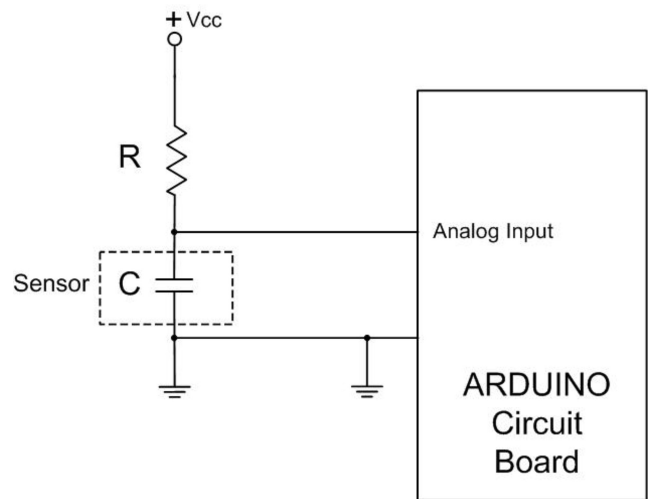 + Vcc
R
Analog Input
Sensor
C
ARDUINO
Circuit
Board